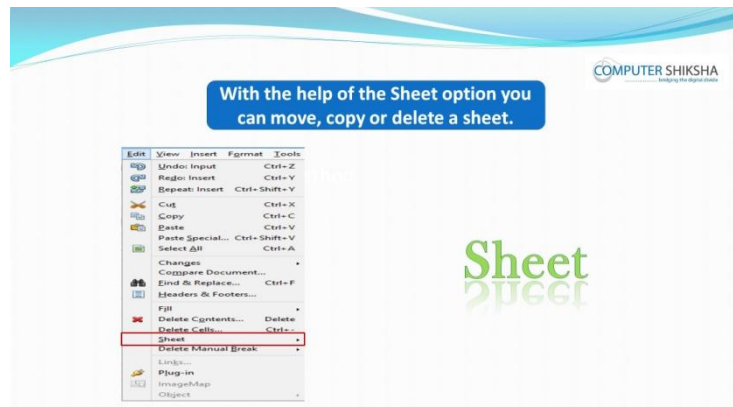 COMPUTER SHIKSHA
bridging the digital divide
With the help of the Sheet option you
can move, copy or delete a sheet.
Edit View Insert Format Tools
Undo: Input Ctrl+Z
Redo: Insert Ctrl+Y
Repeat: Insert Ctrl+Shift+Y
Cut Ctrl+X
Copy Ctrl+C
Paste Ctrl+V
Paste Special... Ctrl+Shift+V
Select All Ctrl+A
Changes
Compare Document...
Find & Replace... Ctrl+F
Headers & Footers...
Fill
Delete Contents... Delete
Delete Cells... Ctrl+-
Sheet
Delete Manual Break
Links...
Plug-in
ImageMap
Object
Sheet